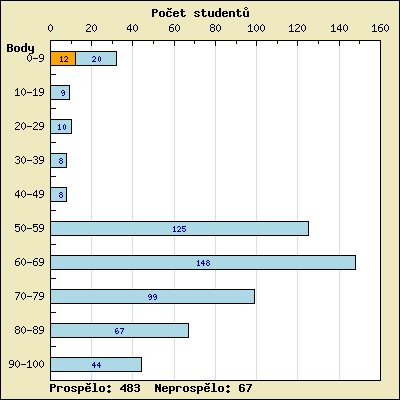 Počet studentů
0 20 40 60 80 100 120 140 160
Body
0-9 12 20
10-19 9
20-29 10
30-39 8
40-49 8
50-59 125
60-69 148
70-79 99
80-89 67
90-100 44
Prospělo: 483 Neprospělo: 67